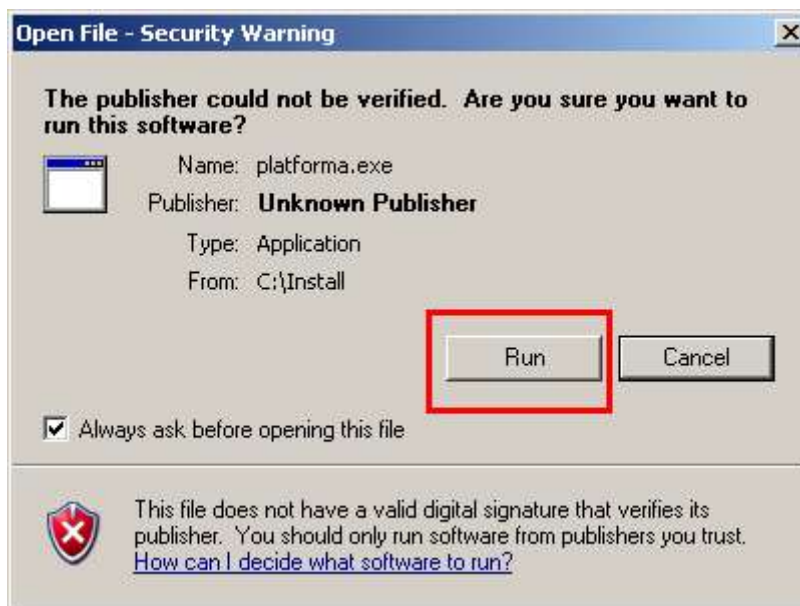 Open File - Security Warning
The publisher could not be verified. Are you sure you want to
run this software?
Name: platforma.exe
Publisher: Unknown Publisher
Type: Application
From: C:\Install
Run Cancel
Always ask before opening this file
This file does not have a valid digital signature that verifies its
publisher. You should only run software from publishers you trust.
How can I decide what software to run?